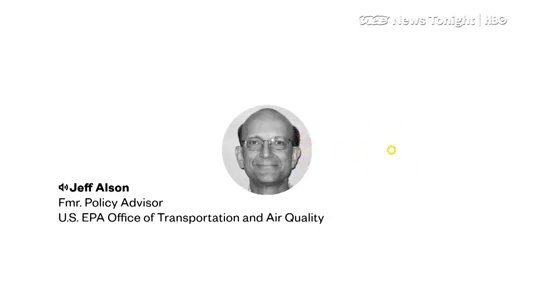 VICE News Tonight | HBO
Jeff Alson
Fmr. Policy Advisor
U.S. EPA Office of Transportation and Air Quality